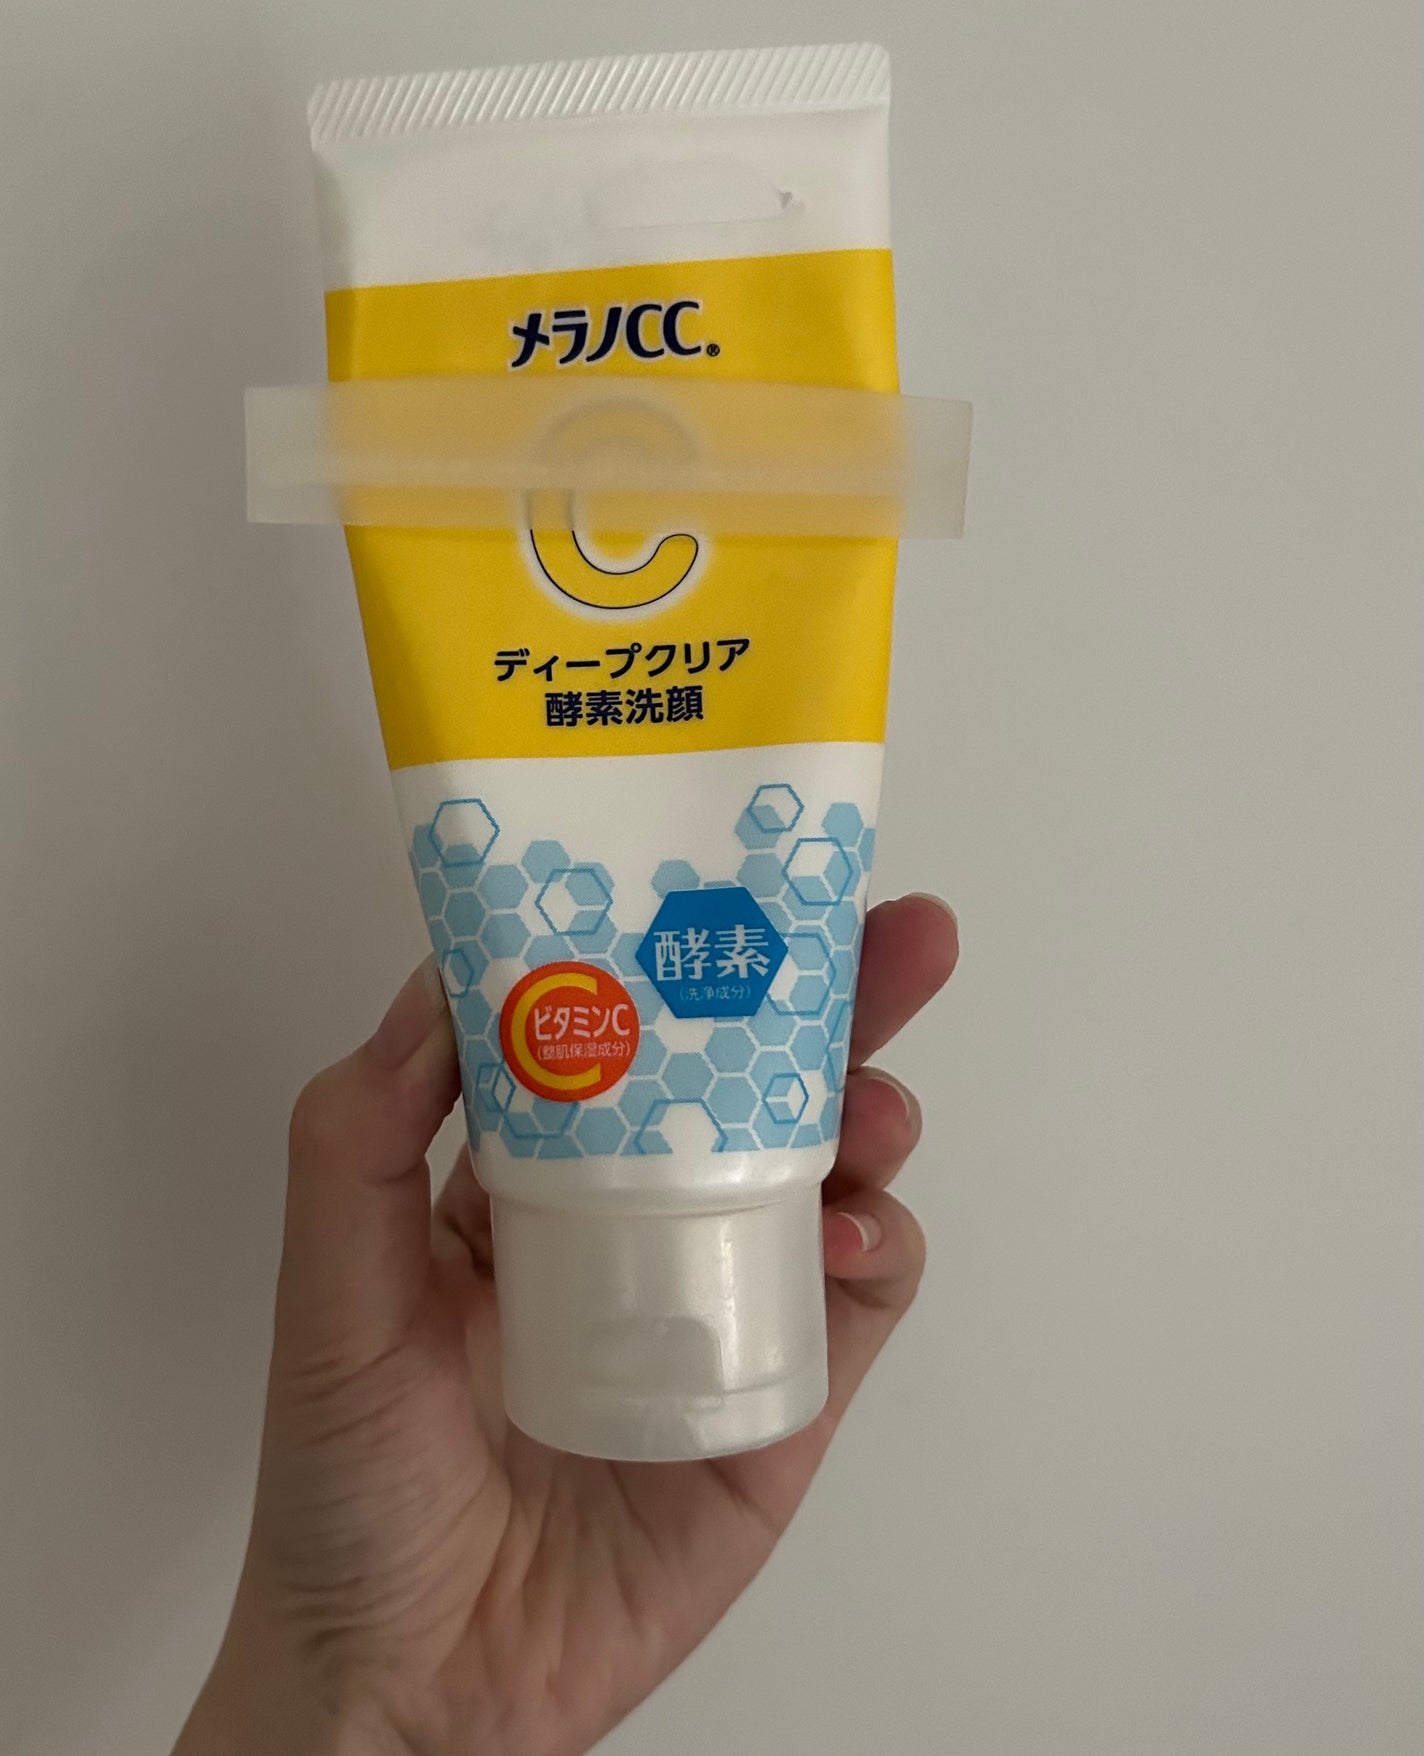 メラノCC®
C
ディープクリア
酵素洗顔
酵素
(洗浄成分)
ビタミンC
(整肌保湿成分)